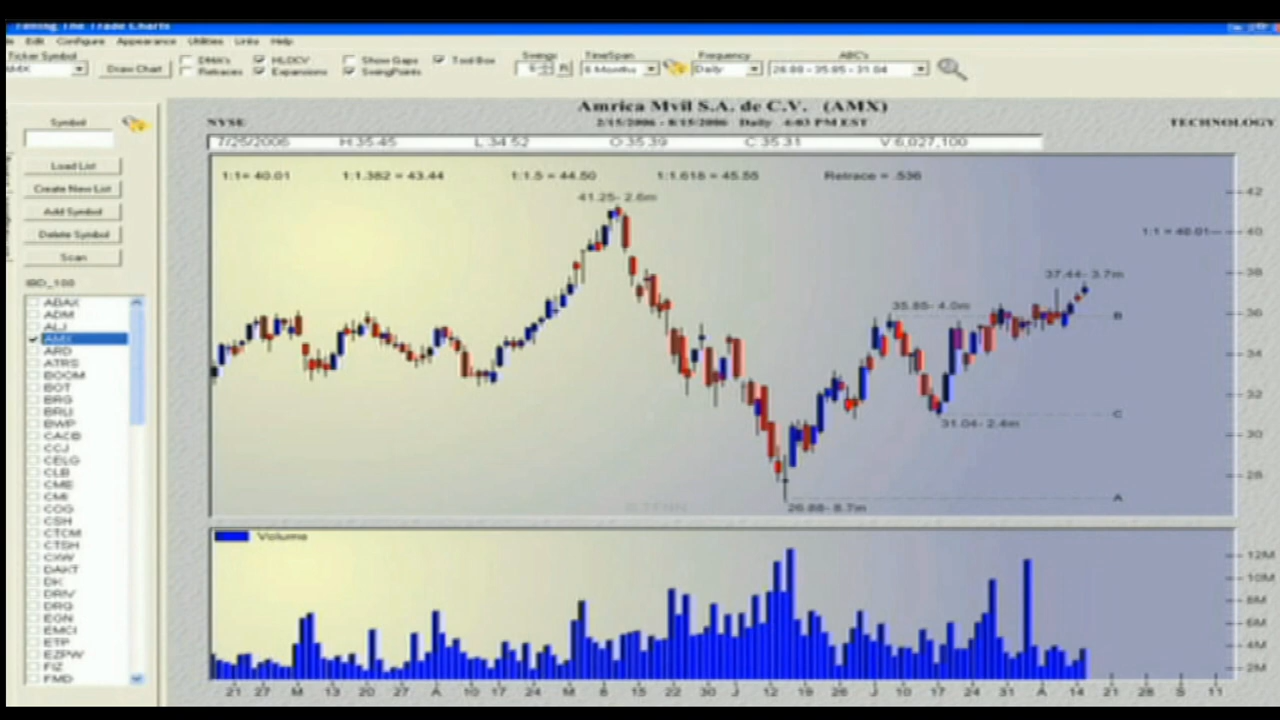 Timing The Trade Charts
Edit Configure Appearance Utilities Links Help
Ticker Symbol
AMX
Draw Chart
DMA's HLOCV Show Gaps Tool Box
Retraces Expansions SwingPoints
Swings
TimeSpan
6 Months
Frequency
Daily
ABC's
26.88 - 35.85 - 31.04
Amrica Mvil S.A. de C.V. (AMX)
NYSE 2/15/2006 - 8/15/2006 Daily 4:03 PM EST TECHNOLOGY
7/25/2006 H:35.45 L:34.52 O:35.39 C:35.31 V:6,027,100
1:1= 40.01 1:1.382 = 43.44 1:1.5 = 44.50 1:1.618 = 45.55 Retrace = .536
41.25- 2.6m
42
1:1 = 40.01
40
37.44- 3.7m
38
35.85- 4.0m
36
B
34
32
C
31.04- 2.4m
30
28
A
26.88- 8.7m
Volume
12M
10M
8M
6M
4M
2M
21 27 M 13 20 27 A 10 17 24 M 8 15 22 30 J 12 19 26 J 10 17 24 31 A 14 21 28 S 11
Symbol
Load List
Create New List
Add Symbol
Delete Symbol
Scan
IBD_100
ABAX
ADM
ALJ
AMX
ARD
ATRS
BOOM
BOT
BRG
BRLI
BWP
CACB
CCJ
CELG
CLB
CME
CMI
COG
CSH
CTCM
CTSH
CXW
DAKT
DK
DRIV
DRQ
EGN
EMCI
ETP
EZPW
FIZ
FMD